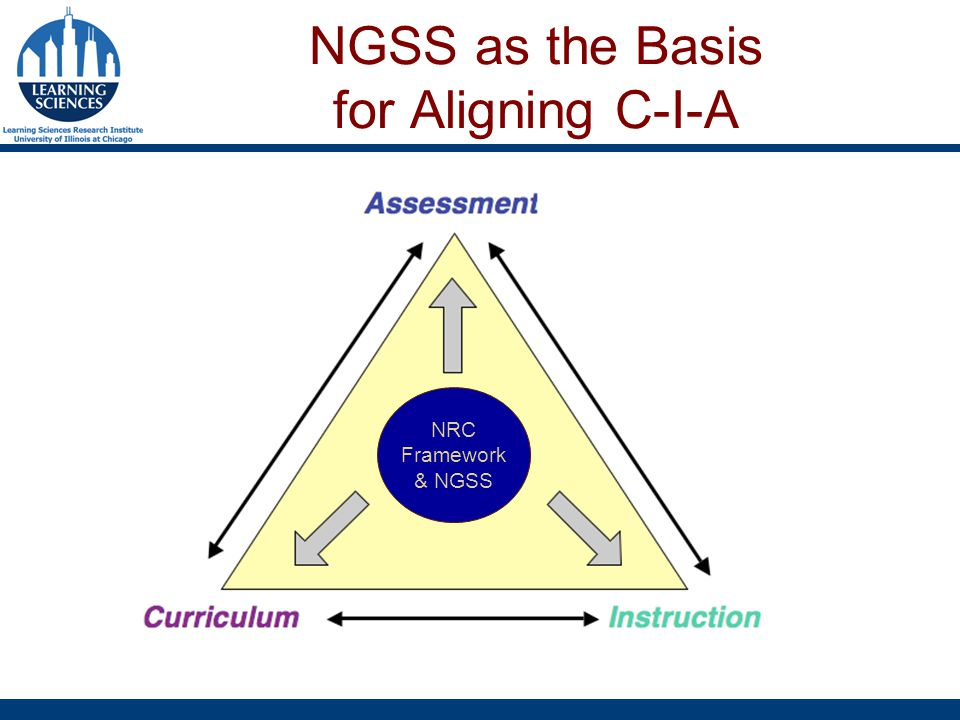 NGSS as the Basis
for Aligning C-I-A
LEARNING
SCIENCES
Learning Sciences Research Institute
University of Illinois at Chicago
Assessment
NRC
Framework
& NGSS
Curriculum
Instruction